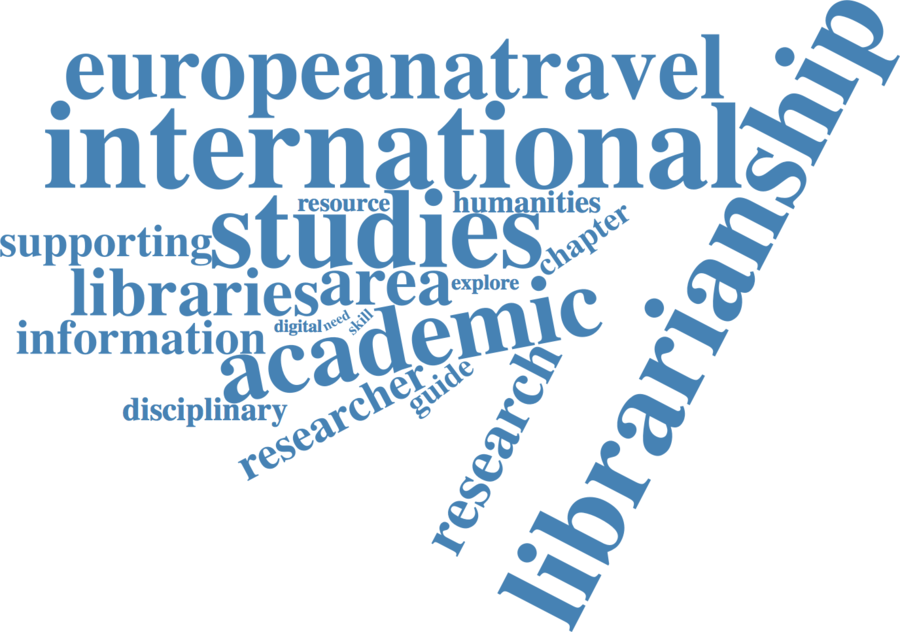 europeanatravel
international
librarianship
resource
humanities
studies
chapter
supporting
libraries
area
explore
information
digital
need
skill
academic
disciplinary
researcher
guide
research